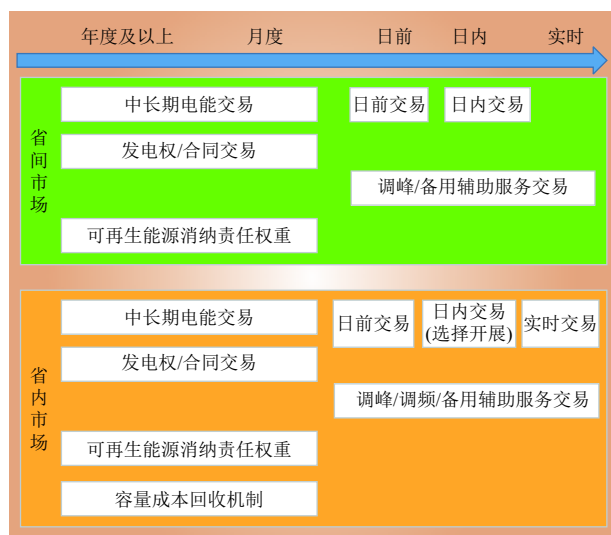 年度及以上 月度 日前 日内 实时
省间市场
中长期电能交易 日前交易 日内交易
发电权/合同交易
调峰/备用辅助服务交易
可再生能源消纳责任权重
省内市场
中长期电能交易 日前交易 日内交易 实时交易
(选择开展)
发电权/合同交易
调峰/调频/备用辅助服务交易
可再生能源消纳责任权重
容量成本回收机制